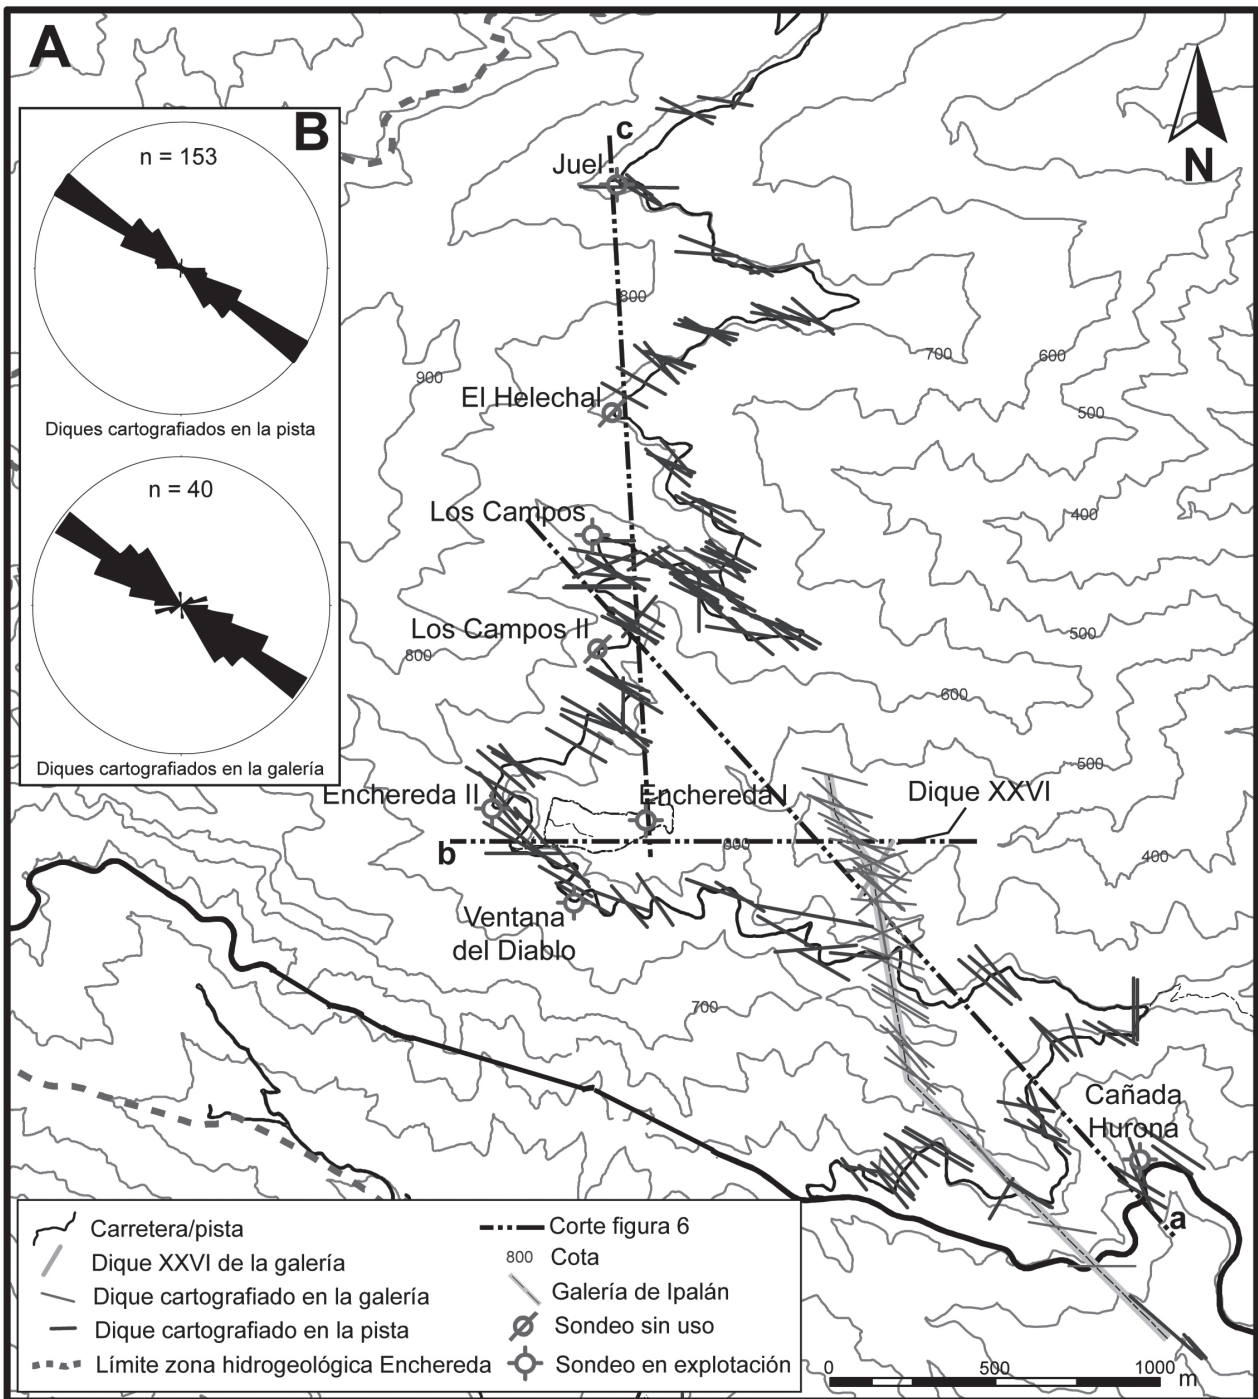 A
B
n = 153
Diques cartografiados en la pista
n = 40
Diques cartografiados en la galería
N
c
Juel
800
700
600
900
El Helechal
500
Los Campos
400
Los Campos II
500
800
600
500
Enchereda II
Enchereda I
Dique XXVI
b
600
400
Ventana
del Diablo
700
Cañada
Hurona
a
Carretera/pista
Dique XXVI de la galería
Dique cartografiado en la galería
Dique cartografiado en la pista
Límite zona hidrogeológica Enchereda
Corte figura 6
800 Cota
Galería de Ipalán
Sondeo sin uso
Sondeo en explotación
0 500 1000 m